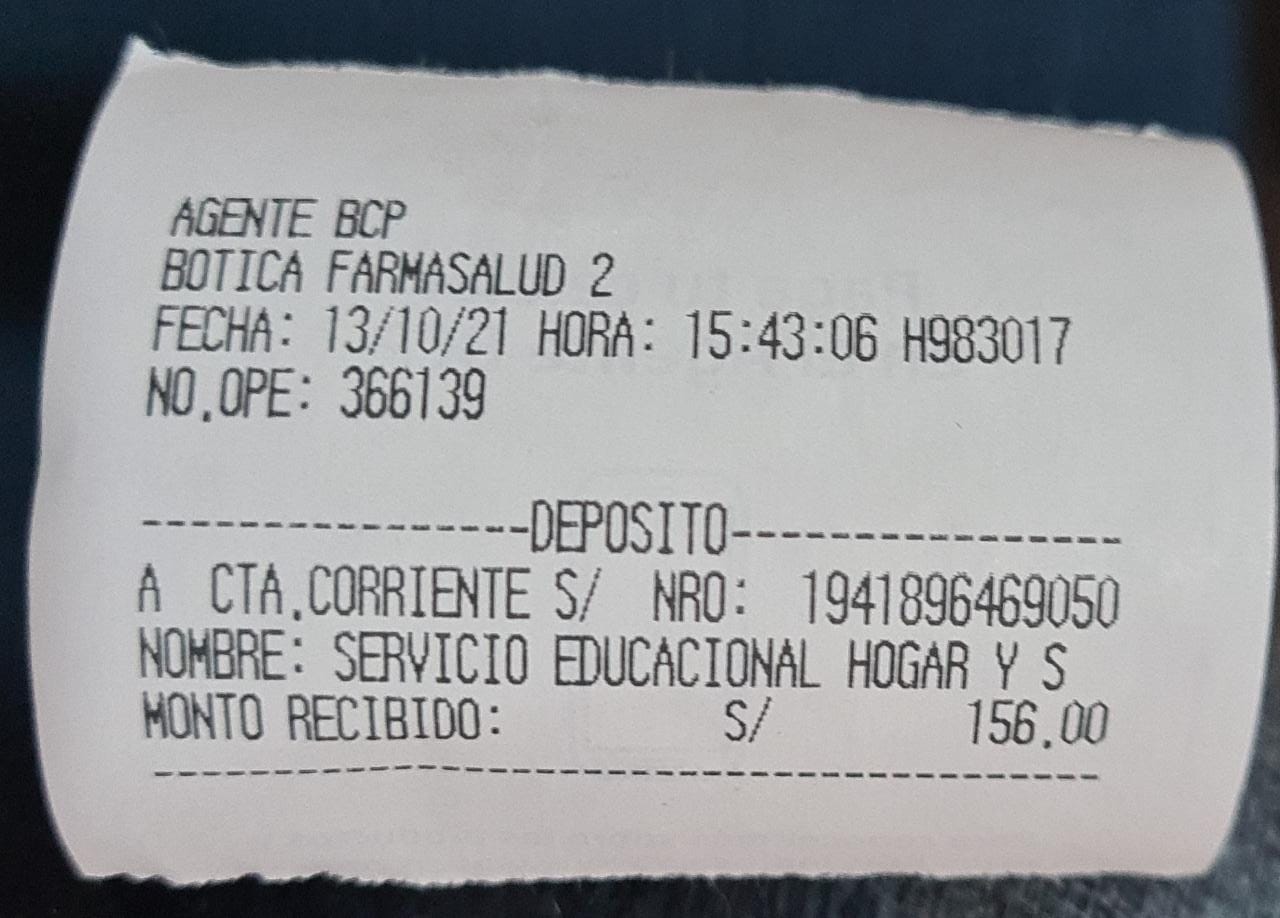 AGENTE BCP
BOTICA FARMASALUD 2
FECHA: 13/10/21 HORA: 15:43:06 H983017
NO.OPE: 366139
----------------DEPOSITO----------------
A CTA.CORRIENTE S/ NRO: 1941896469050
NOMBRE: SERVICIO EDUCACIONAL HOGAR Y S
MONTO RECIBIDO: S/ 156.00
----------------------------------------